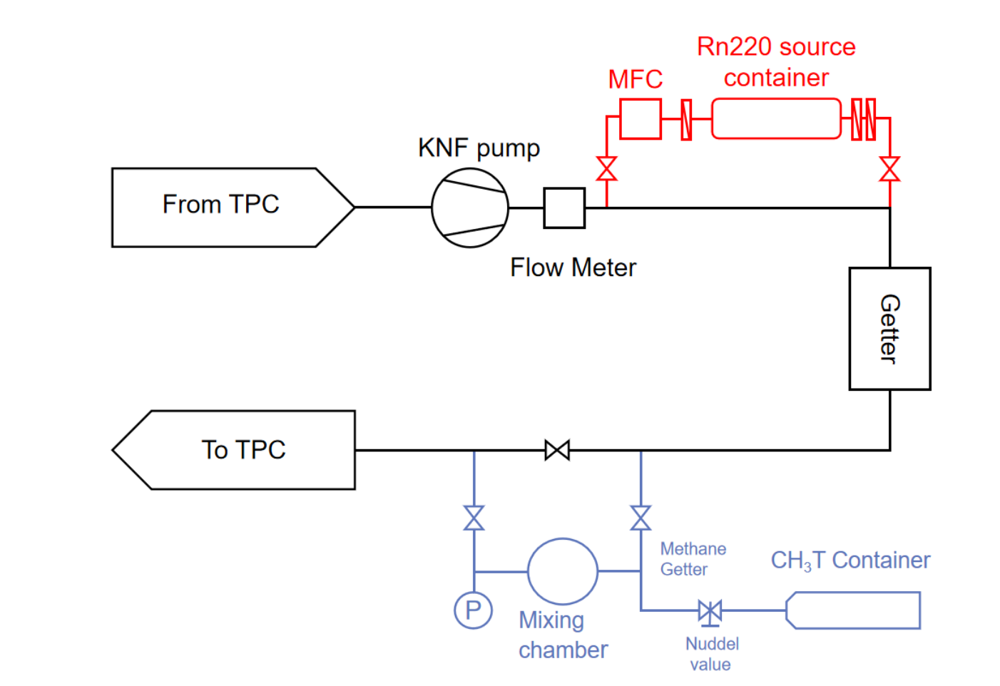 Rn220 source
container
MFC
KNF pump
From TPC
Flow Meter
Getter
To TPC
Methane
Getter
CH₃T Container
P
Mixing
chamber
Nuddel
value